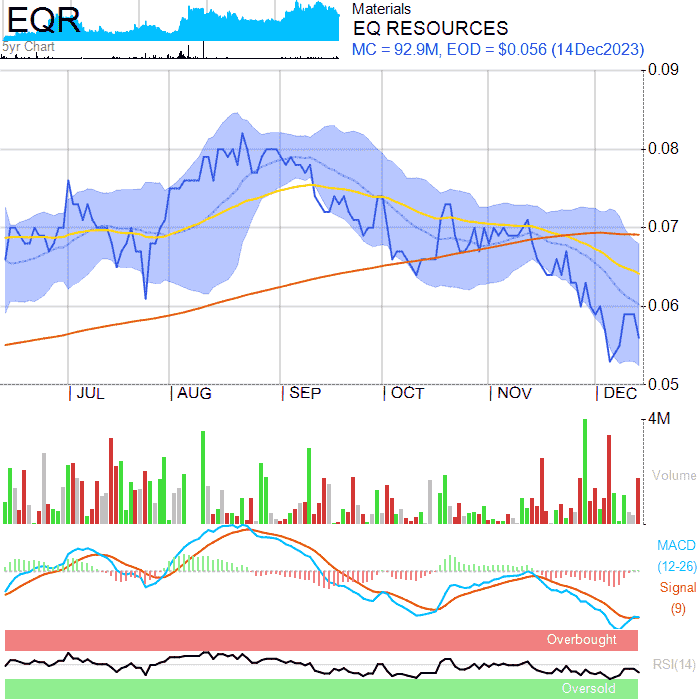 EQR
5yr Chart
Materials
EQ RESOURCES
MC = 92.9M, EOD = $0.056 (14Dec2023)
0.09
0.08
0.07
0.06
0.05
JUL
AUG
SEP
OCT
NOV
DEC
4M
Volume
MACD
(12-26)
Signal
(9)
Overbought
RSI(14)
Oversold